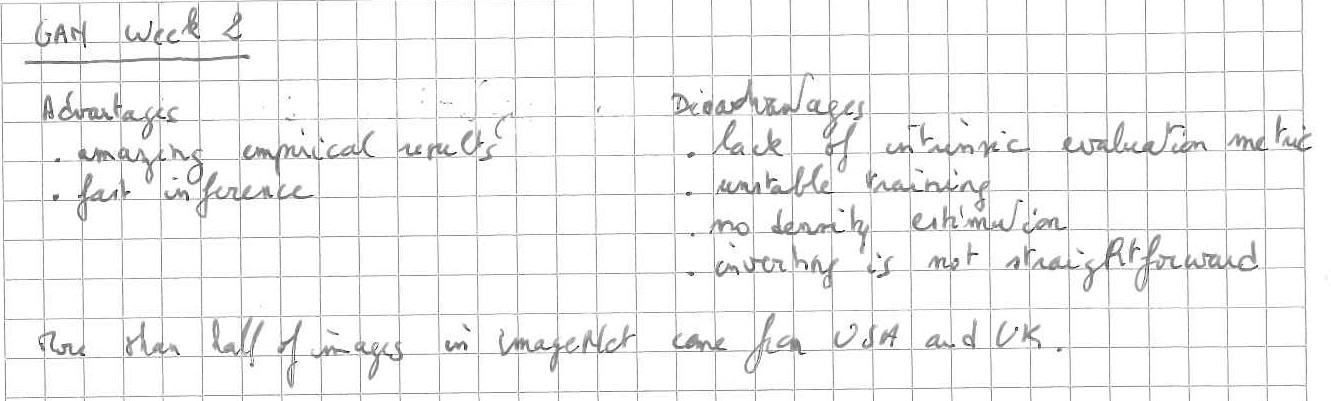 GAN Week 2
Advantages
. amazing empirical results
. fast inference
Disadvantages
. lack of intrinsic evaluation metric
. unstable training
. no density estimation
. inverting is not straightforward
More than half of images in imageNet come from USA and UK.